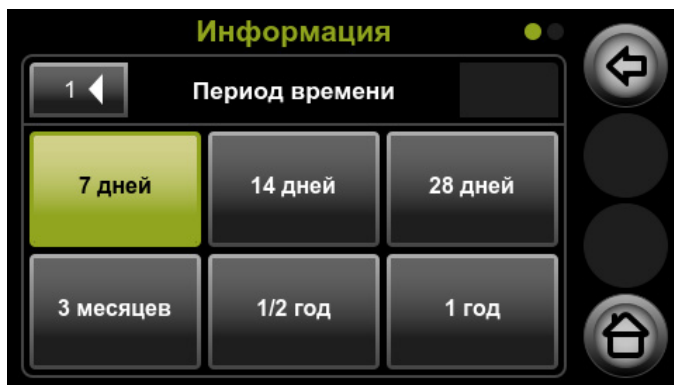 Информация
1
Период времени
7 дней
14 дней
28 дней
3 месяцев
1/2 год
1 год